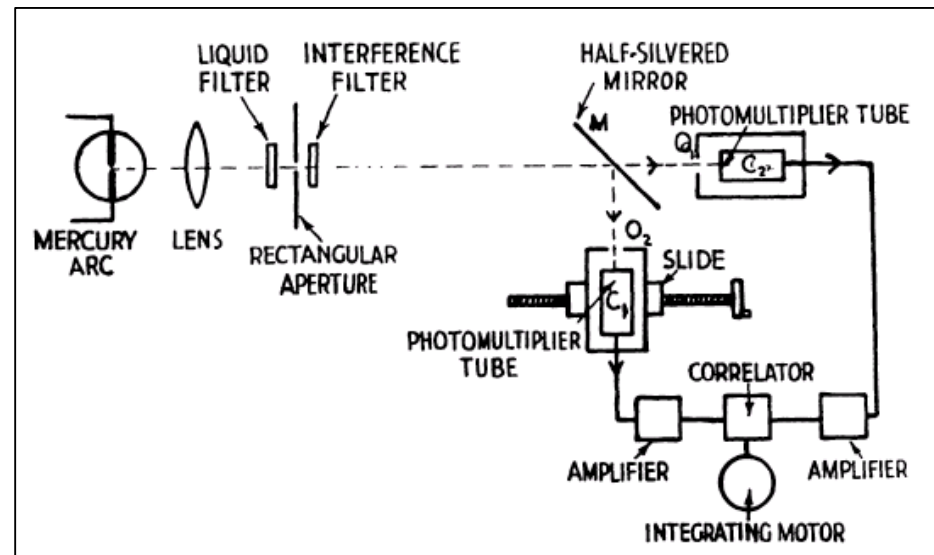 LIQUID
FILTER
INTERFERENCE
FILTER
HALF-SILVERED
MIRROR
PHOTOMULTIPLIER TUBE
M
C₂
MERCURY
ARC
LENS
RECTANGULAR
APERTURE
O₂
SLIDE
C₁
PHOTOMULTIPLIER
TUBE
CORRELATOR
AMPLIFIER
AMPLIFIER
INTEGRATING MOTOR